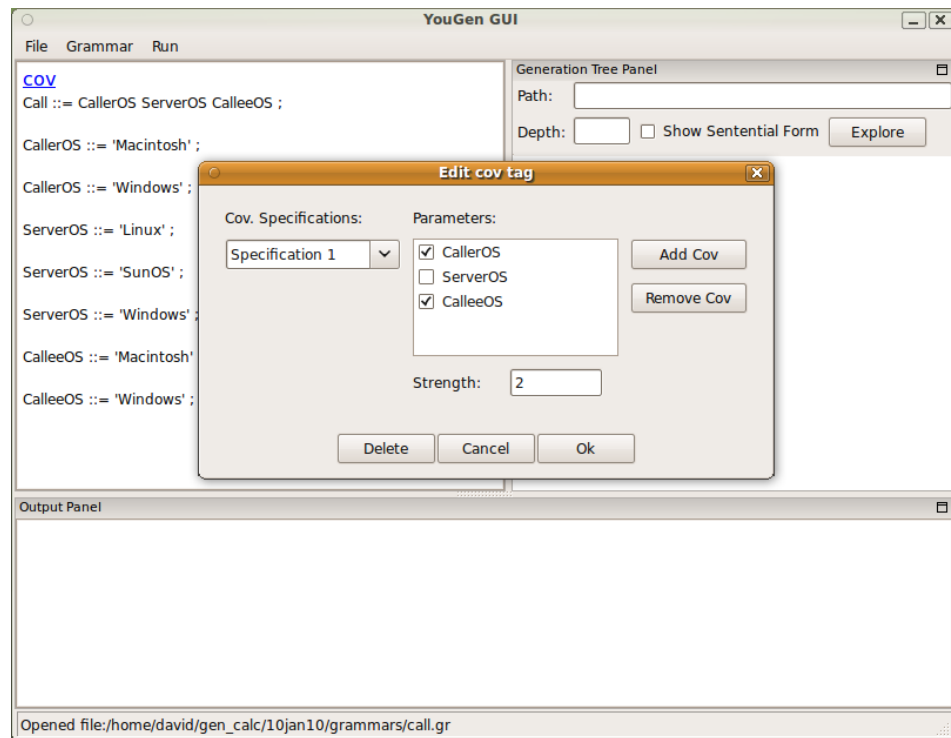 YouGen GUI
File Grammar Run
cov
Call ::= CallerOS ServerOS CalleeOS ;
CallerOS ::= 'Macintosh' ;
CallerOS ::= 'Windows' ;
ServerOS ::= 'Linux' ;
ServerOS ::= 'SunOS' ;
ServerOS ::= 'Windows' ;
CalleeOS ::= 'Macintosh'
CalleeOS ::= 'Windows' ;
Generation Tree Panel
Path:
Depth: Show Sentential Form Explore
Edit cov tag
Cov. Specifications: Parameters:
Specification 1 CallerOS Add Cov
ServerOS
CalleeOS Remove Cov
Strength: 2
Delete Cancel Ok
Output Panel
Opened file:/home/david/gen_calc/10jan10/grammars/call.gr